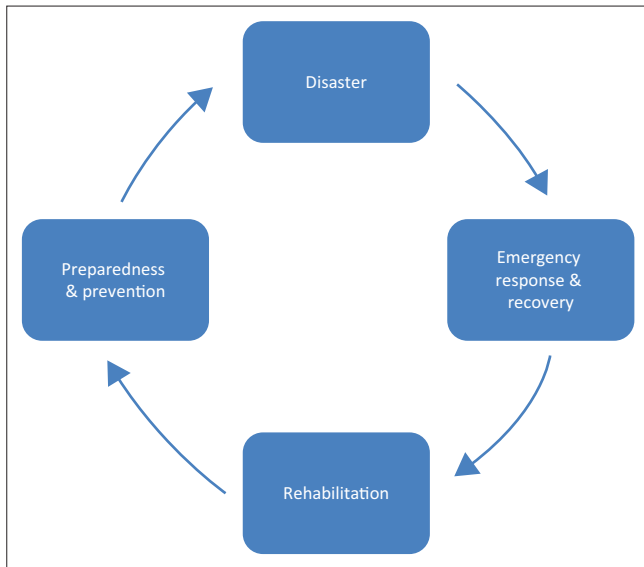 Disaster
Emergency
response &
recovery
Rehabilitation
Preparedness
& prevention